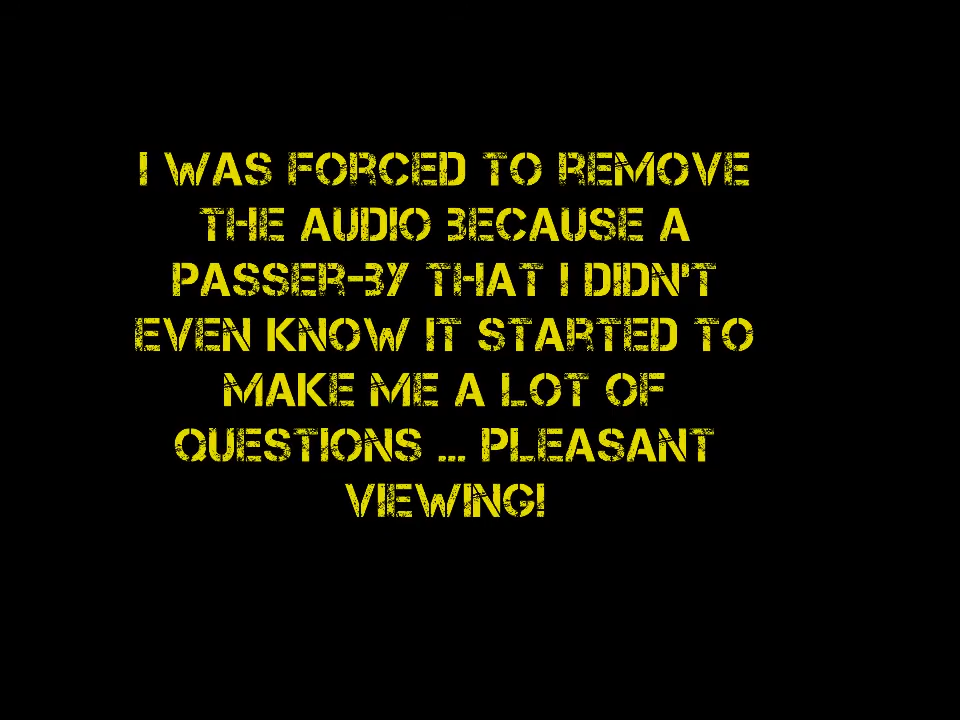 I WAS FORCED TO REMOVE
THE AUDIO BECAUSE A
PASSER-BY THAT I DIDN'T
EVEN KNOW IT STARTED TO
MAKE ME A LOT OF
QUESTIONS ... PLEASANT
VIEWING!